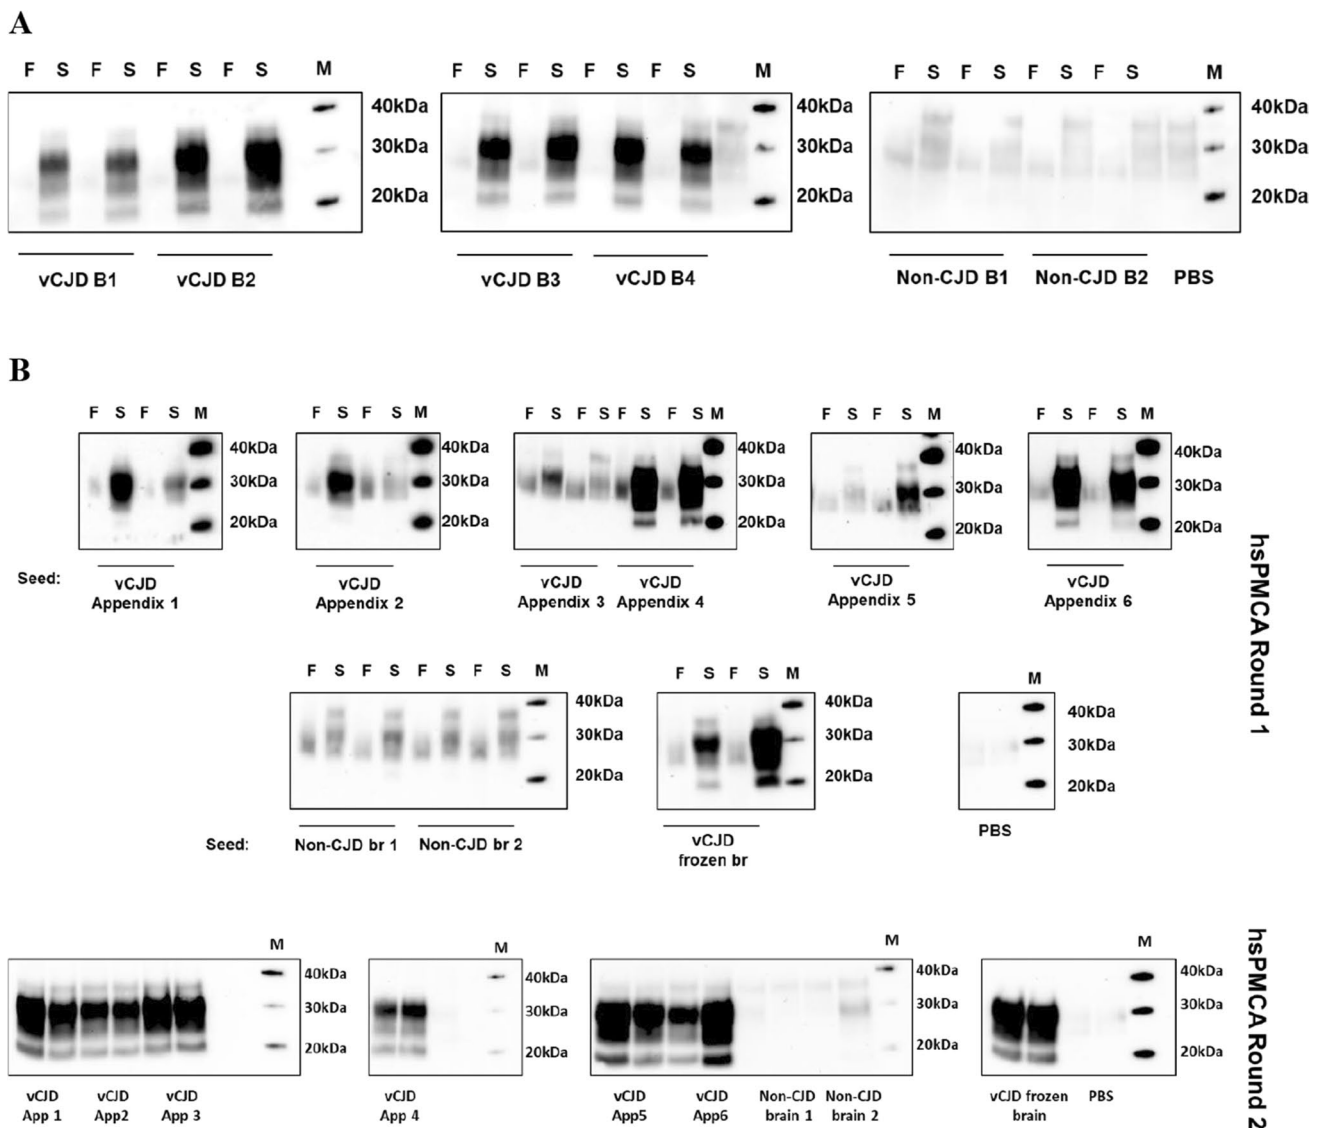 A
F S F S F S F S M
40kDa
30kDa
20kDa
vCJD B1 vCJD B2
F S F S F S F S M
40kDa
30kDa
20kDa
vCJD B3 vCJD B4
F S F S F S F S M
40kDa
30kDa
20kDa
Non-CJD B1 Non-CJD B2 PBS
B
F S F S M
40kDa
30kDa
20kDa
Seed:
vCJD
Appendix 1
F S F S M
40kDa
30kDa
20kDa
vCJD
Appendix 2
F S F S F S F S M
40kDa
30kDa
20kDa
vCJD vCJD
Appendix 3 Appendix 4
F S F S M
40kDa
30kDa
20kDa
vCJD
Appendix 5
F S F S M
40kDa
30kDa
20kDa
vCJD
Appendix 6
hsPMCA Round 1
F S F S F S F S M
40kDa
30kDa
20kDa
Seed:
Non-CJD br 1 Non-CJD br 2
F S F S M
40kDa
30kDa
20kDa
vCJD
frozen br
M
40kDa
30kDa
20kDa
PBS
M
40kDa
30kDa
20kDa
vCJD vCJD vCJD
App 1 App2 App 3
M
40kDa
30kDa
20kDa
vCJD
App 4
M
40kDa
30kDa
20kDa
vCJD vCJD Non-CJD Non-CJD
App5 App6 brain 1 brain 2
M
40kDa
30kDa
20kDa
vCJD frozen PBS
brain
hsPMCA Round 2